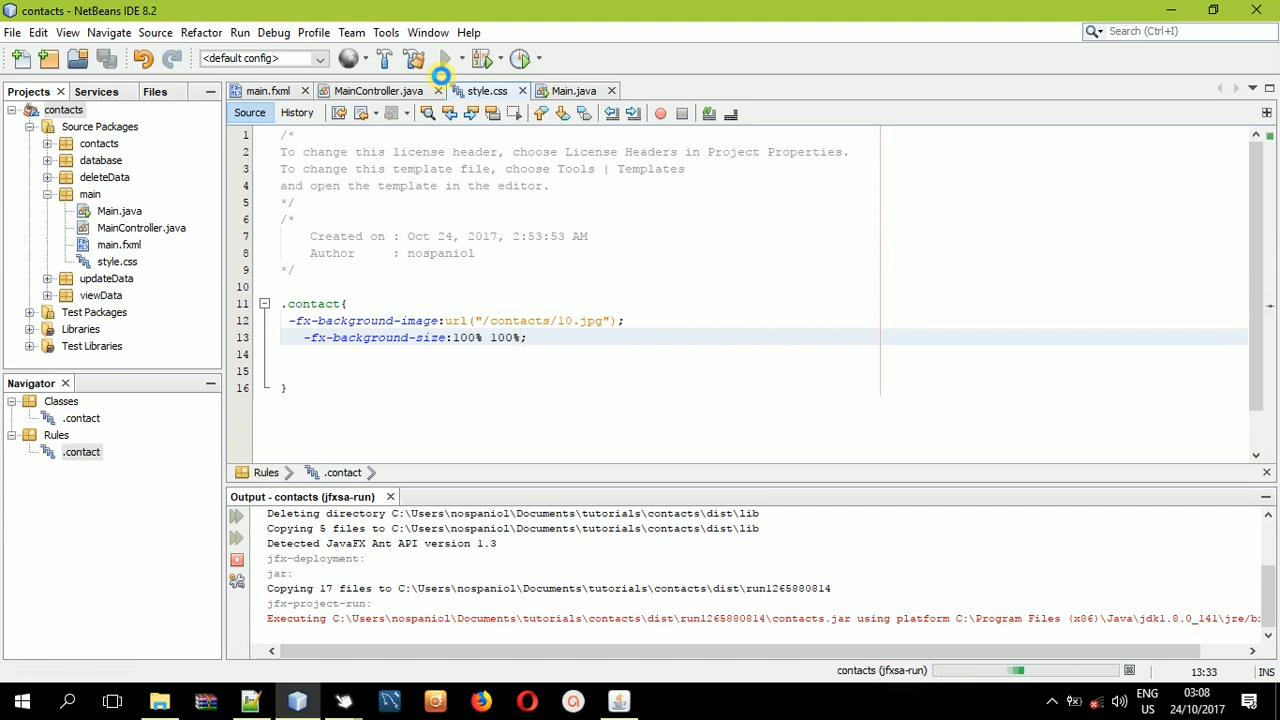 contacts - NetBeans IDE 8.2
File Edit View Navigate Source Refactor Run Debug Profile Team Tools Window Help
Search (Ctrl+I)
<default config>
Projects Services Files
main.fxml MainController.java style.css Main.java
Source History
contacts
Source Packages
contacts
database
deleteData
main
Main.java
MainController.java
main.fxml
style.css
updateData
viewData
Test Packages
Libraries
Test Libraries
1 /*
2 To change this license header, choose License Headers in Project Properties.
3 To change this template file, choose Tools | Templates
4 and open the template in the editor.
5 */
6 /*
7 Created on : Oct 24, 2017, 2:53:53 AM
8 Author : nospaniol
9 */
10
11 .contact{
12 -fx-background-image:url("/contacts/10.jpg");
13 -fx-background-size:100% 100%;
14
15
16 }
Navigator
Classes
.contact
Rules
.contact
Rules .contact
Output - contacts (jfxsa-run)
Deleting directory C:\Users\nospaniol\Documents\tutorials\contacts\dist\lib
Copying 5 files to C:\Users\nospaniol\Documents\tutorials\contacts\dist\lib
Detected JavaFX Ant API version 1.3
jfx-deployment:
jar:
Copying 17 files to C:\Users\nospaniol\Documents\tutorials\contacts\dist\run1265880814
jfx-project-run:
Executing C:\Users\nospaniol\Documents\tutorials\contacts\dist\run1265880814\contacts.jar using platform C:\Program Files (x86)\Java\jdk1.8.0_141\jre/b
contacts (jfxsa-run) 13:33 INS
ENG 03:08
US 24/10/2017